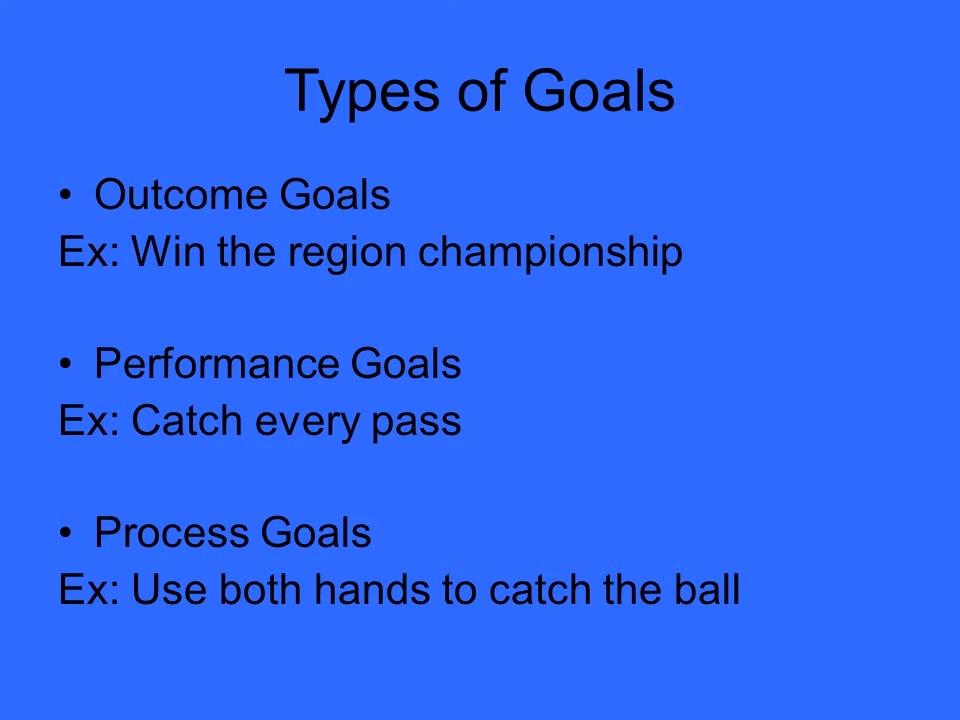 Types of Goals
• Outcome Goals
Ex: Win the region championship
• Performance Goals
Ex: Catch every pass
• Process Goals
Ex: Use both hands to catch the ball